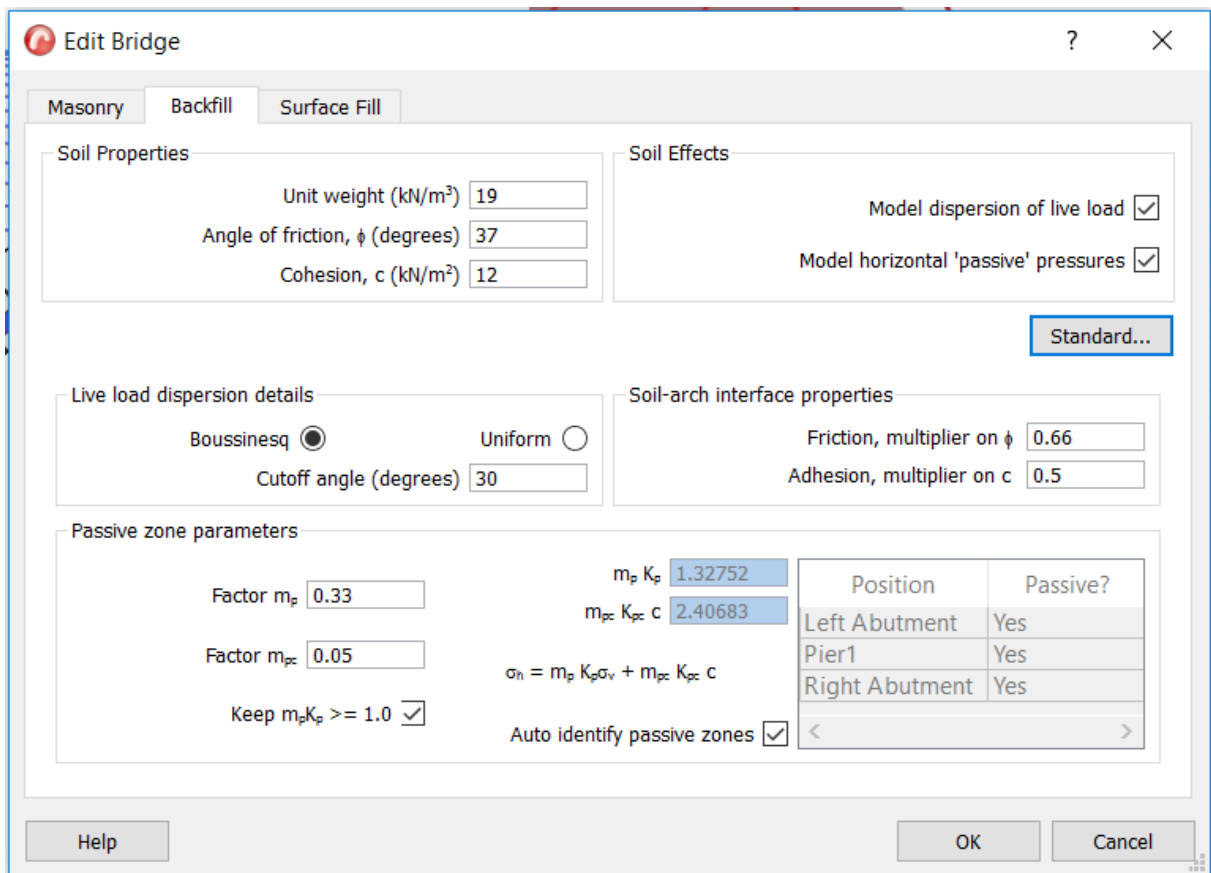 Edit Bridge ? ×
Masonry Backfill Surface Fill
Soil Properties
Unit weight (kN/m³) 19
Angle of friction, ϕ (degrees) 37
Cohesion, c (kN/m²) 12
Soil Effects
Model dispersion of live load
Model horizontal 'passive' pressures
Standard...
Live load dispersion details
Boussinesq Uniform
Cutoff angle (degrees) 30
Soil-arch interface properties
Friction, multiplier on ϕ 0.66
Adhesion, multiplier on c 0.5
Passive zone parameters
Factor mₚ 0.33
Factor mpc 0.05
Keep mₚKₚ >= 1.0
mₚ Kₚ 1.32752
mpc Kpc c 2.40683
σₕ = mₚ Kₚσᵥ + mpc Kpc c
Auto identify passive zones
Position Passive?
Left Abutment Yes
Pier1 Yes
Right Abutment Yes
Help OK Cancel